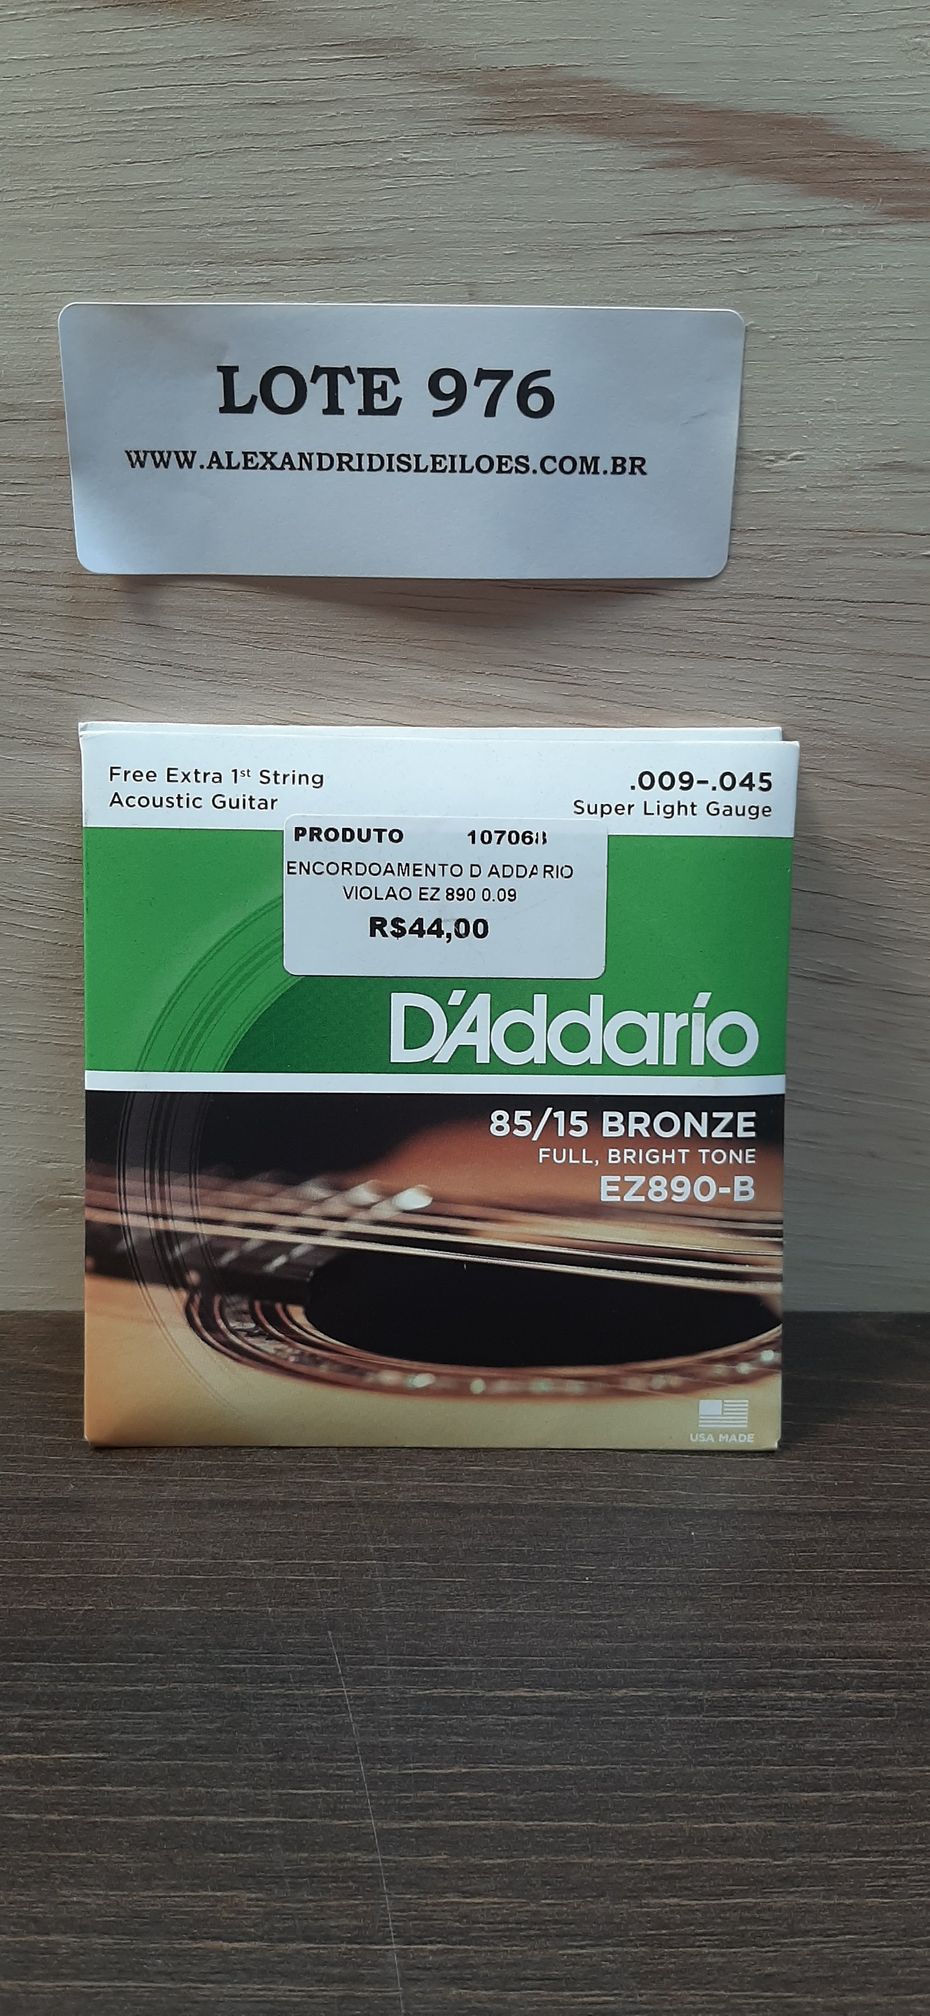 LOTE 976
WWW.ALEXANDRIDISLEILOES.COM.BR
Free Extra 1st String
Acoustic Guitar
.009–.045
Super Light Gauge
PRODUTO 107068
ENCORDOAMENTO D ADDARIO
VIOLAO EZ 890 0.09
R$44,00
D'Addario
85/15 BRONZE
FULL, BRIGHT TONE
EZ890-B
USA MADE